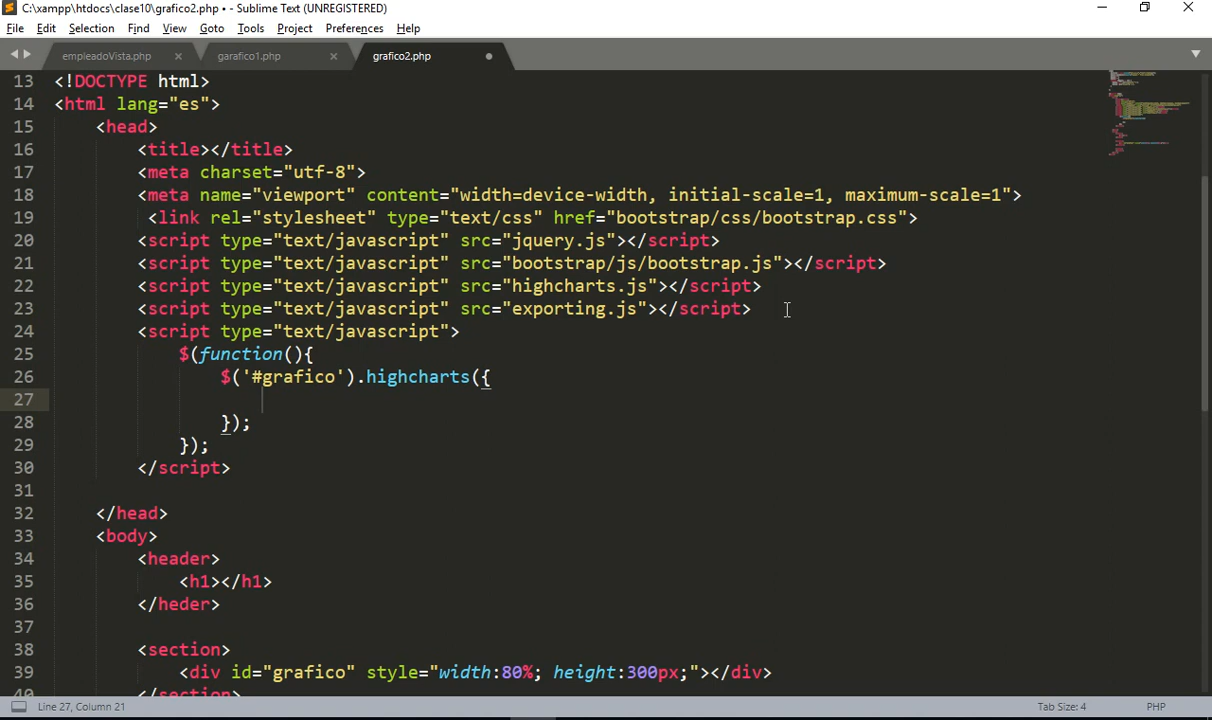 C:\xampp\htdocs\clase10\grafico2.php • - Sublime Text (UNREGISTERED)
File Edit Selection Find View Goto Tools Project Preferences Help
empleadoVista.php garafico1.php grafico2.php
13 <!DOCTYPE html>
14 <html lang="es">
15 <head>
16 <title></title>
17 <meta charset="utf-8">
18 <meta name="viewport" content="width=device-width, initial-scale=1, maximum-scale=1">
19 <link rel="stylesheet" type="text/css" href="bootstrap/css/bootstrap.css">
20 <script type="text/javascript" src="jquery.js"></script>
21 <script type="text/javascript" src="bootstrap/js/bootstrap.js"></script>
22 <script type="text/javascript" src="highcharts.js"></script>
23 <script type="text/javascript" src="exporting.js"></script>
24 <script type="text/javascript">
25 $(function(){
26 $('#grafico').highcharts({
27
28 });
29 });
30 </script>
31
32 </head>
33 <body>
34 <header>
35 <h1></h1>
36 </heder>
37
38 <section>
39 <div id="grafico" style="width:80%; height:300px;"></div>
40 </section>
Line 27, Column 21 Tab Size: 4 PHP